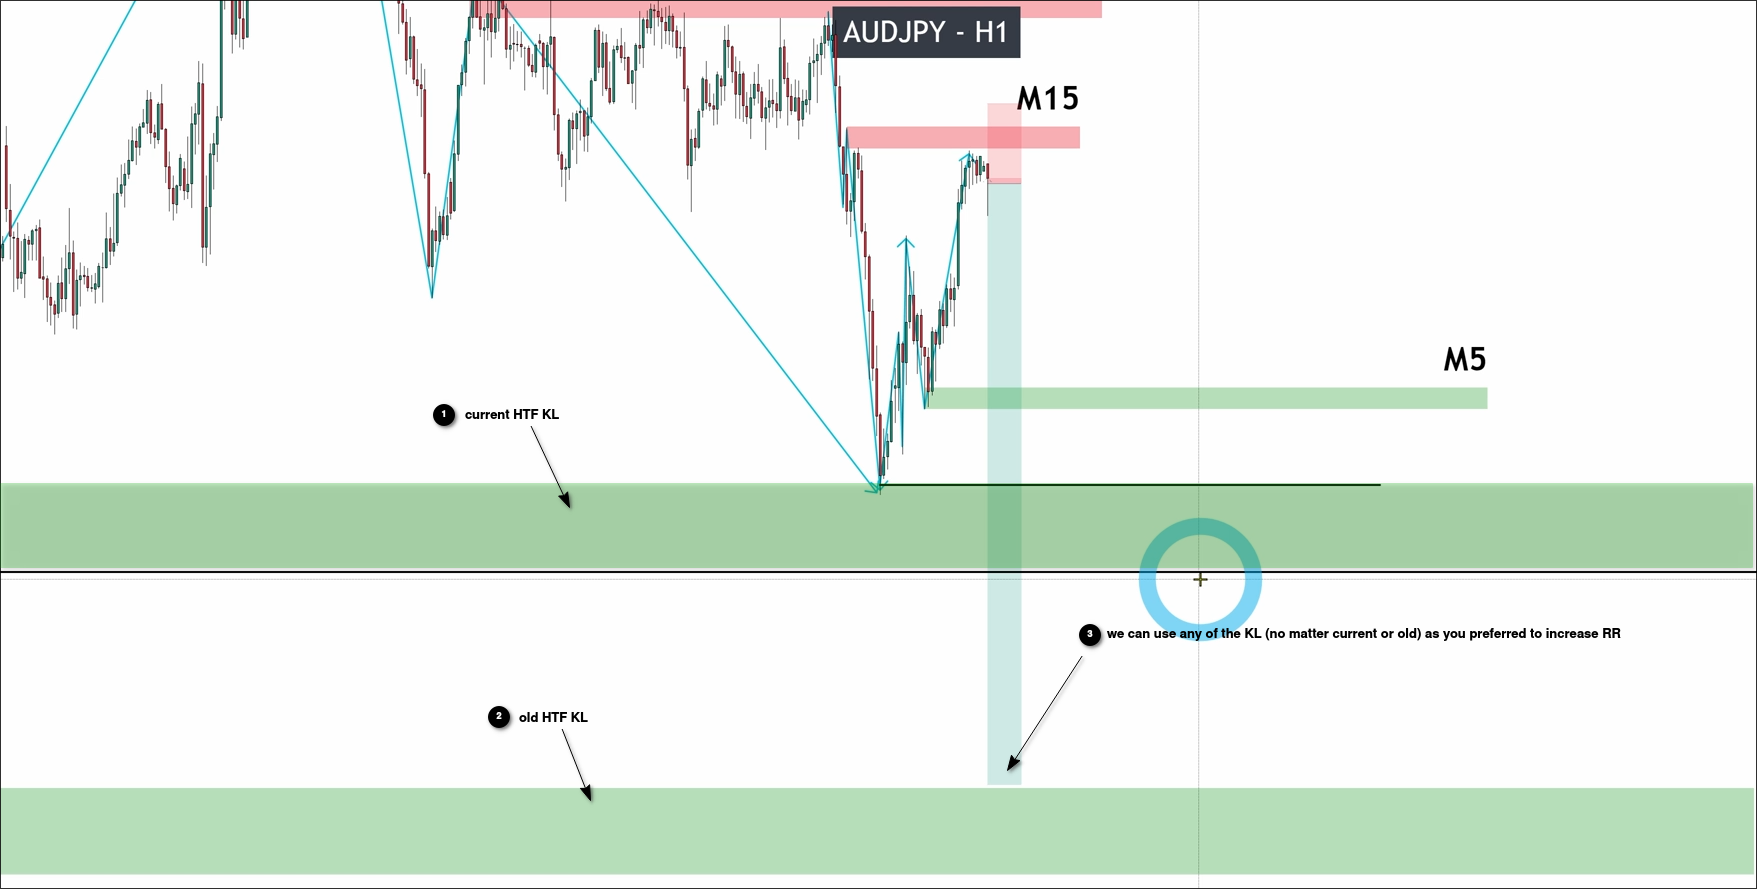 AUDJPY - H1
M15
M5
1 current HTF KL
3 we can use any of the KL (no matter current or old) as you preferred to increase RR
2 old HTF KL